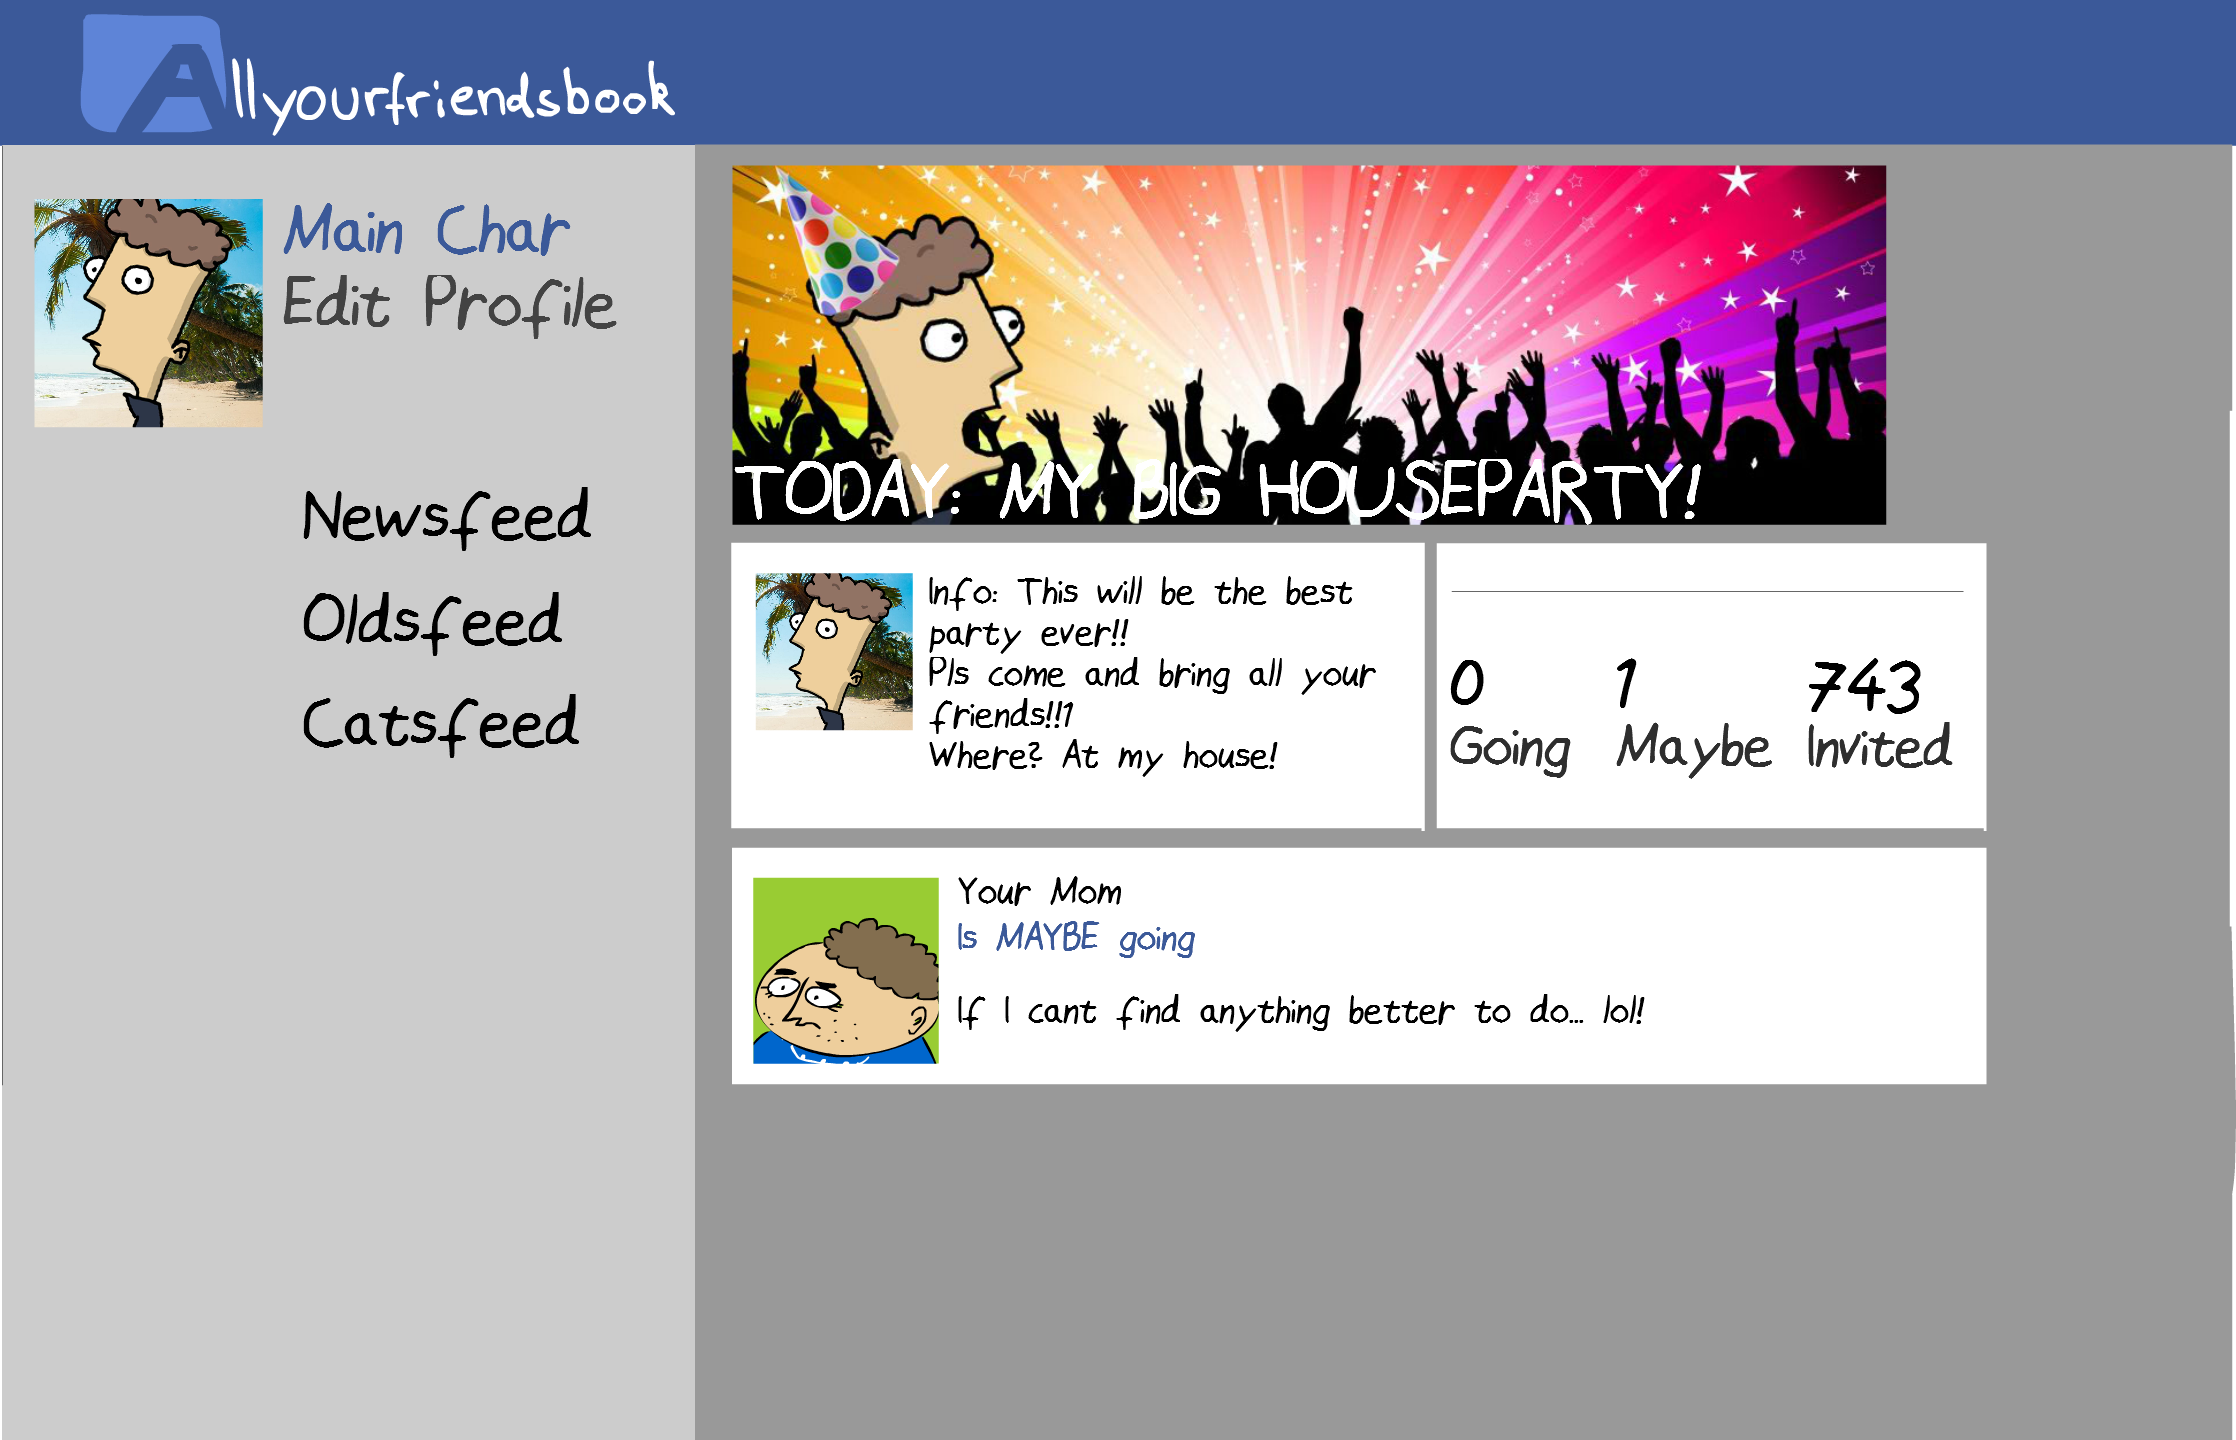 Allyourfriendsbook
Main Char
Edit Profile
Newsfeed
Oldsfeed
Catsfeed
TODAY: MY BIG HOUSEPARTY!
Info: This will be the best
party ever!!
Pls come and bring all your
friends!!1
Where? At my house!
0 1 743
Going Maybe Invited
Your Mom
Is MAYBE going
If I cant find anything better to do... lol!